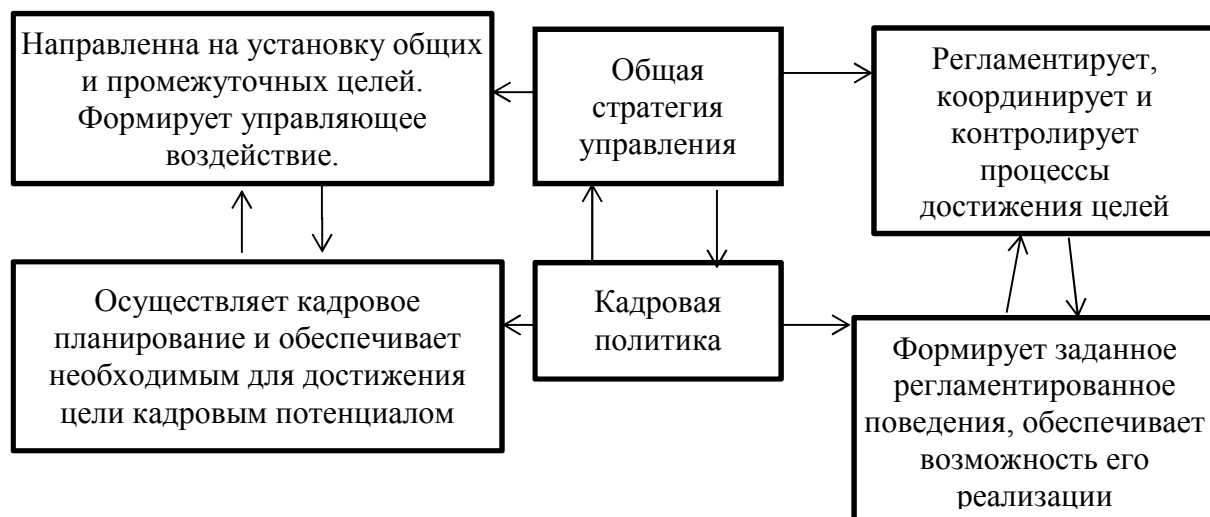 Направленна на установку общих
и промежуточных целей.
Формирует управляющее
воздействие.
Общая
стратегия
управления
Регламентирует,
координирует и
контролирует
процессы
достижения целей
Осуществляет кадровое
планирование и обеспечивает
необходимым для достижения
цели кадровым потенциалом
Кадровая
политика
Формирует заданное
регламентированное
поведения, обеспечивает
возможность его
реализации